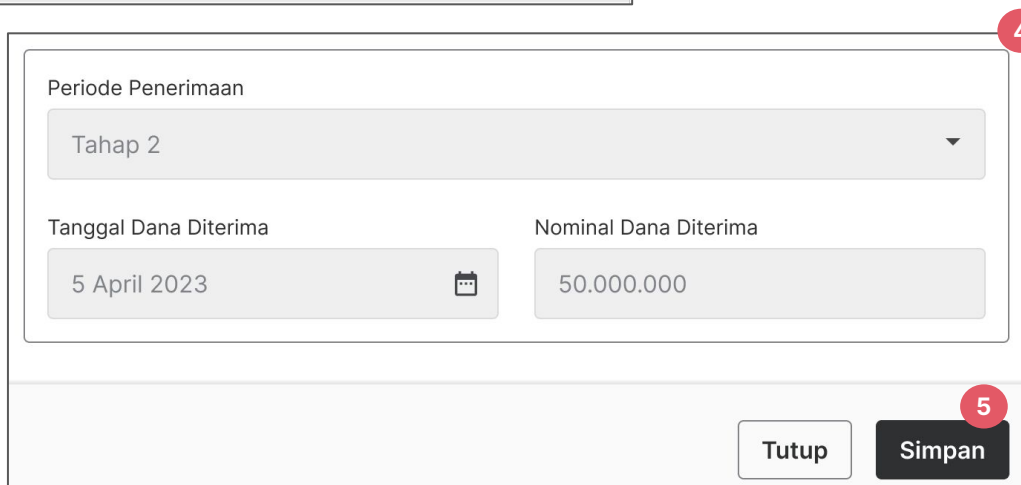 4
Periode Penerimaan
Tahap 2
Tanggal Dana Diterima Nominal Dana Diterima
5 April 2023 50.000.000
5
Tutup Simpan